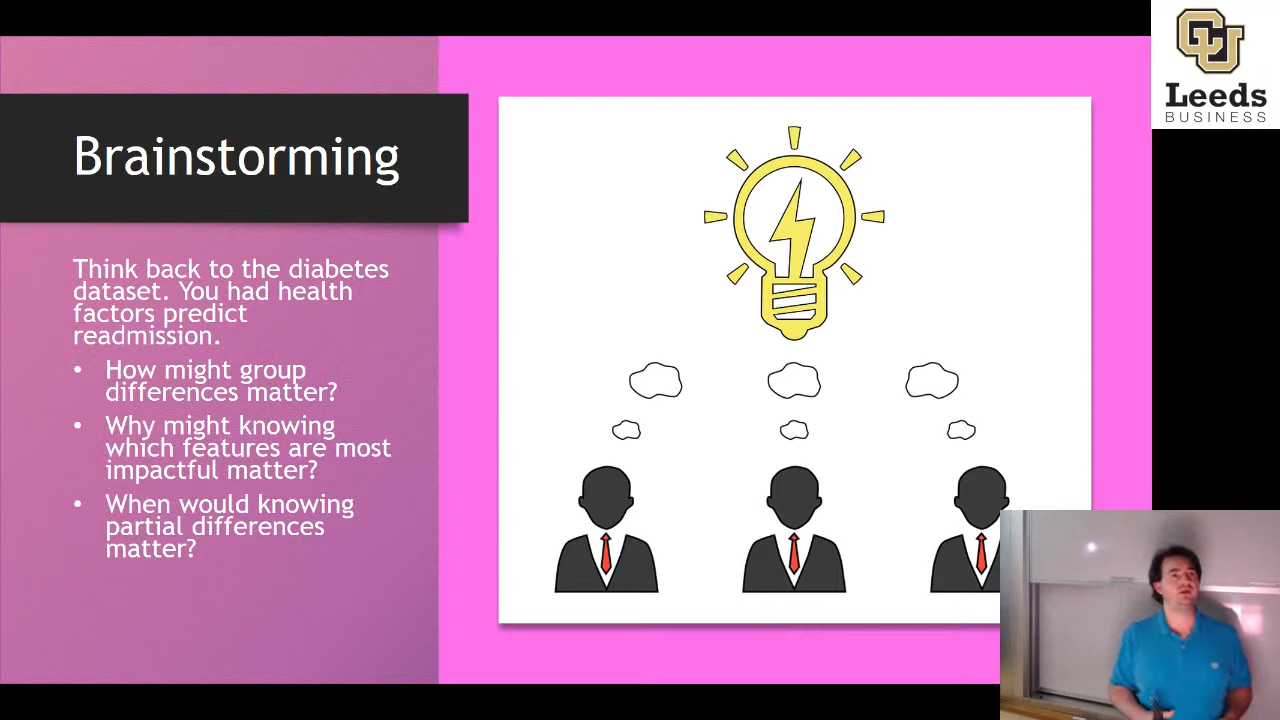 Brainstorming
Think back to the diabetes
dataset. You had health
factors predict
readmission.
• How might group
differences matter?
• Why might knowing
which features are most
impactful matter?
• When would knowing
partial differences
matter?
CU
Leeds
BUSINESS